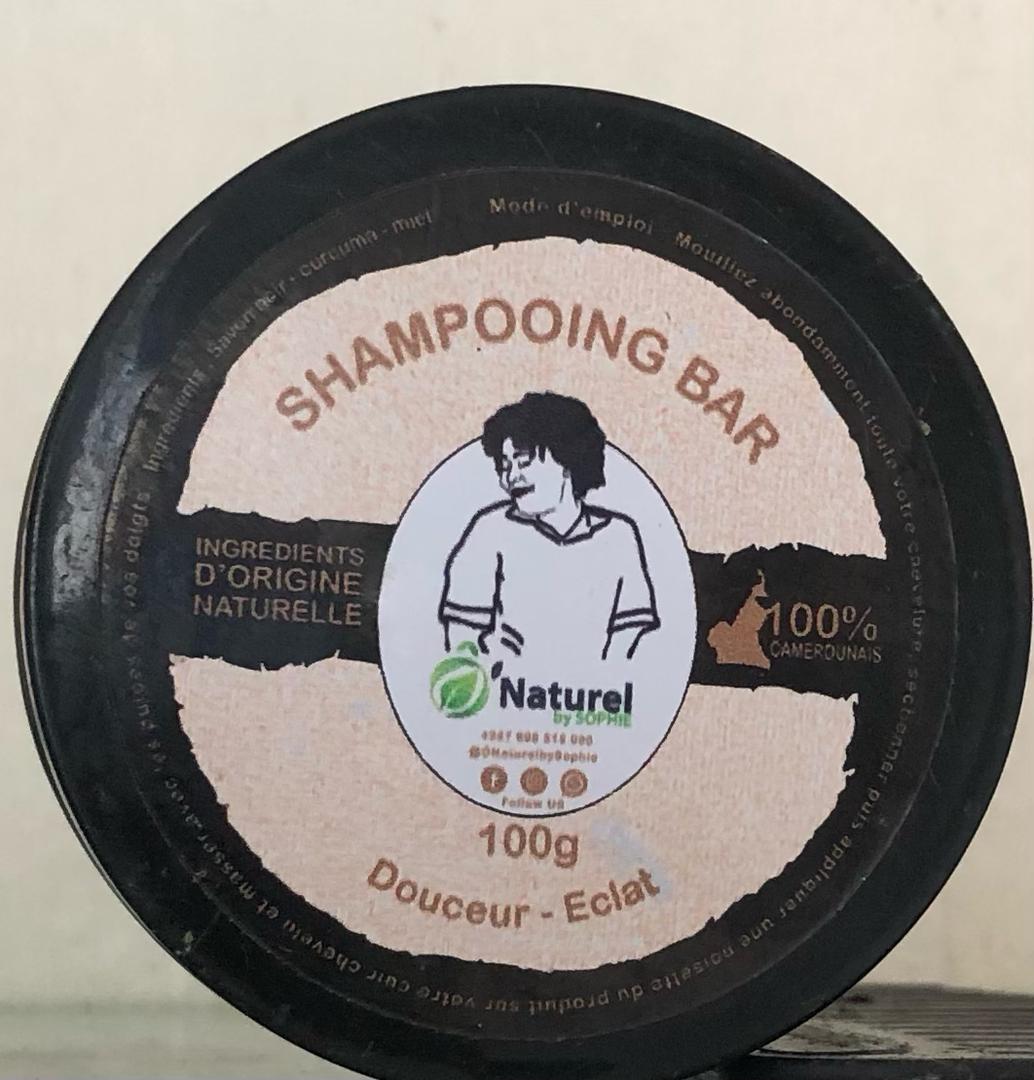 SHAMPOOING BAR
INGREDIENTS
D'ORIGINE
NATURELLE
100%
CAMEROUNAIS
Ô'Naturel
by SOPHIE
Follow US
100g
Douceur - Eclat
Mode d'emploi Mouillez abondamment toute votre chevelure puis appliquer une noisette du produit sur votre cuir chevelu et masser avec les pulpes de vos doigts
Ingredients Savon noir - curcuma - miel